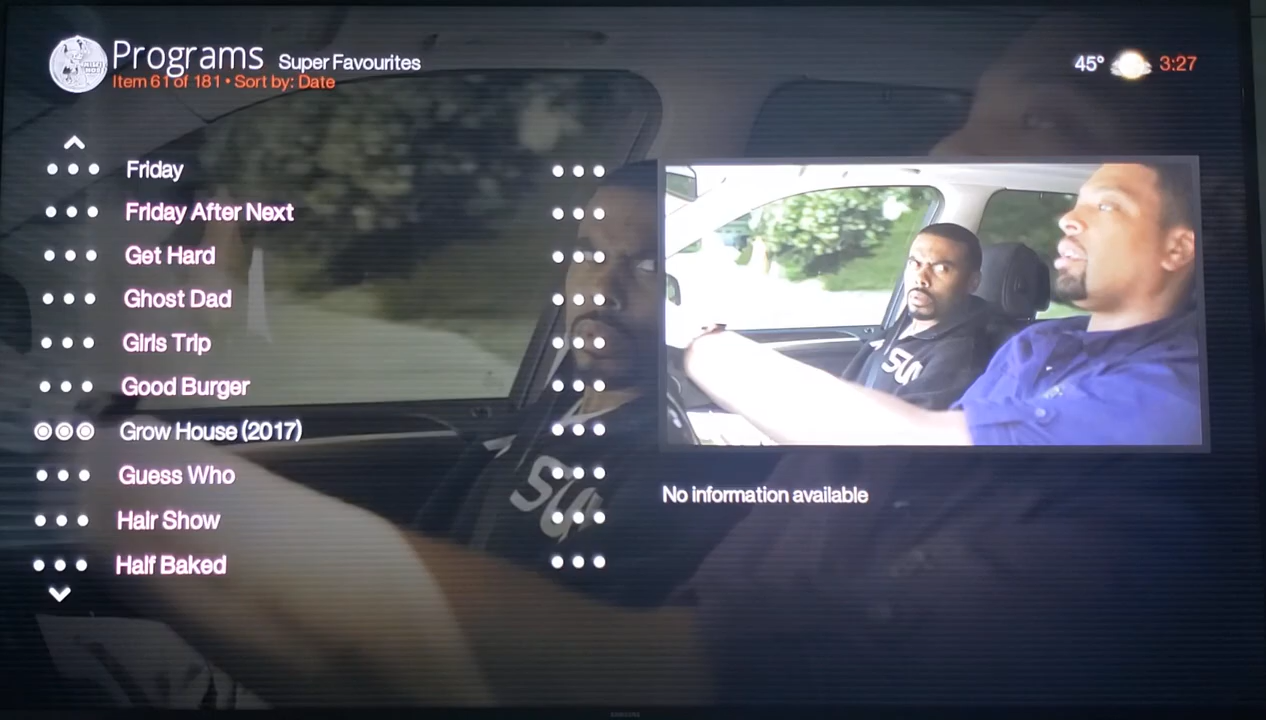 Programs Super Favourites
Item 61 of 181 • Sort by: Date
45° 3:27
Friday
Friday After Next
Get Hard
Ghost Dad
Girls Trip
Good Burger
Grow House (2017)
Guess Who
Hair Show
Half Baked
No information available
SAMSUNG